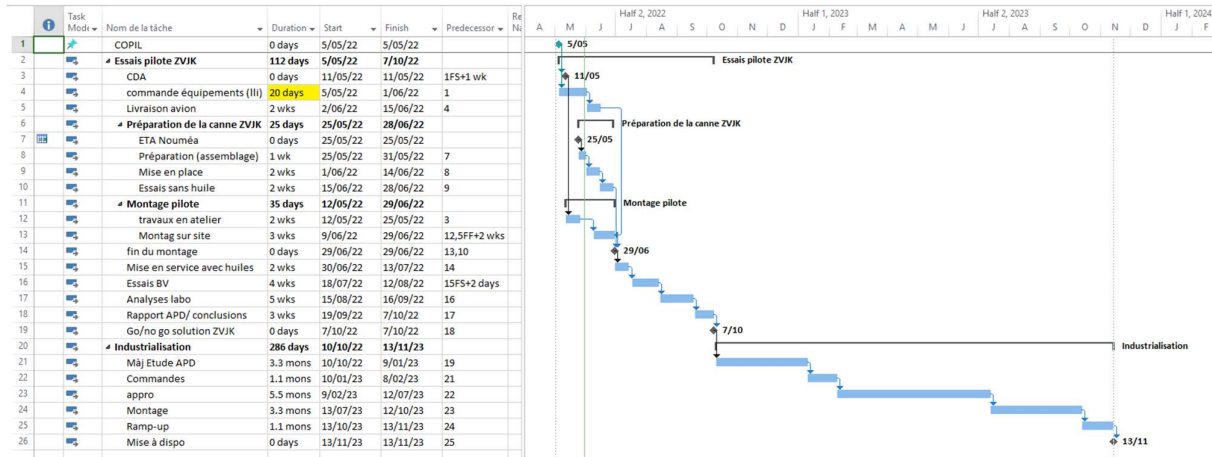 Task Mode Nom de la tâche Duration Start Finish Predecessor Re Na
Half 2, 2022 Half 1, 2023 Half 2, 2023 Half 1, 2024
A M J J A S O N D J F M A M J J A S O N D J F
1 COPIL 0 days 5/05/22 5/05/22 5/05
2 Essais pilote ZVJK 112 days 5/05/22 7/10/22 Essais pilote ZVJK
3 CDA 0 days 11/05/22 11/05/22 1FS+1 wk 11/05
4 commande équipements (lli) 20 days 5/05/22 1/06/22 1
5 Livraison avion 2 wks 2/06/22 15/06/22 4
6 Préparation de la canne ZVJK 25 days 25/05/22 28/06/22 Préparation de la canne ZVJK
7 ETA Nouméa 0 days 25/05/22 25/05/22 25/05
8 Préparation (assemblage) 1 wk 25/05/22 31/05/22 7
9 Mise en place 2 wks 1/06/22 14/06/22 8
10 Essais sans huile 2 wks 15/06/22 28/06/22 9
11 Montage pilote 35 days 12/05/22 29/06/22 Montage pilote
12 travaux en atelier 2 wks 12/05/22 25/05/22 3
13 Montag sur site 3 wks 9/06/22 29/06/22 12,5FF+2 wks
14 fin du montage 0 days 29/06/22 29/06/22 13,10 29/06
15 Mise en service avec huiles 2 wks 30/06/22 13/07/22 14
16 Essais BV 4 wks 18/07/22 12/08/22 15FS+2 days
17 Analyses labo 5 wks 15/08/22 16/09/22 16
18 Rapport APD/ conclusions 3 wks 19/09/22 7/10/22 17
19 Go/no go solution ZVJK 0 days 7/10/22 7/10/22 18 7/10
20 Industrialisation 286 days 10/10/22 13/11/23 Industrialisation
21 Màj Etude APD 3.3 mons 10/10/22 9/01/23 19
22 Commandes 1.1 mons 10/01/23 8/02/23 21
23 appro 5.5 mons 9/02/23 12/07/23 22
24 Montage 3.3 mons 13/07/23 12/10/23 23
25 Ramp-up 1.1 mons 13/10/23 13/11/23 24
26 Mise à dispo 0 days 13/11/23 13/11/23 25 13/11